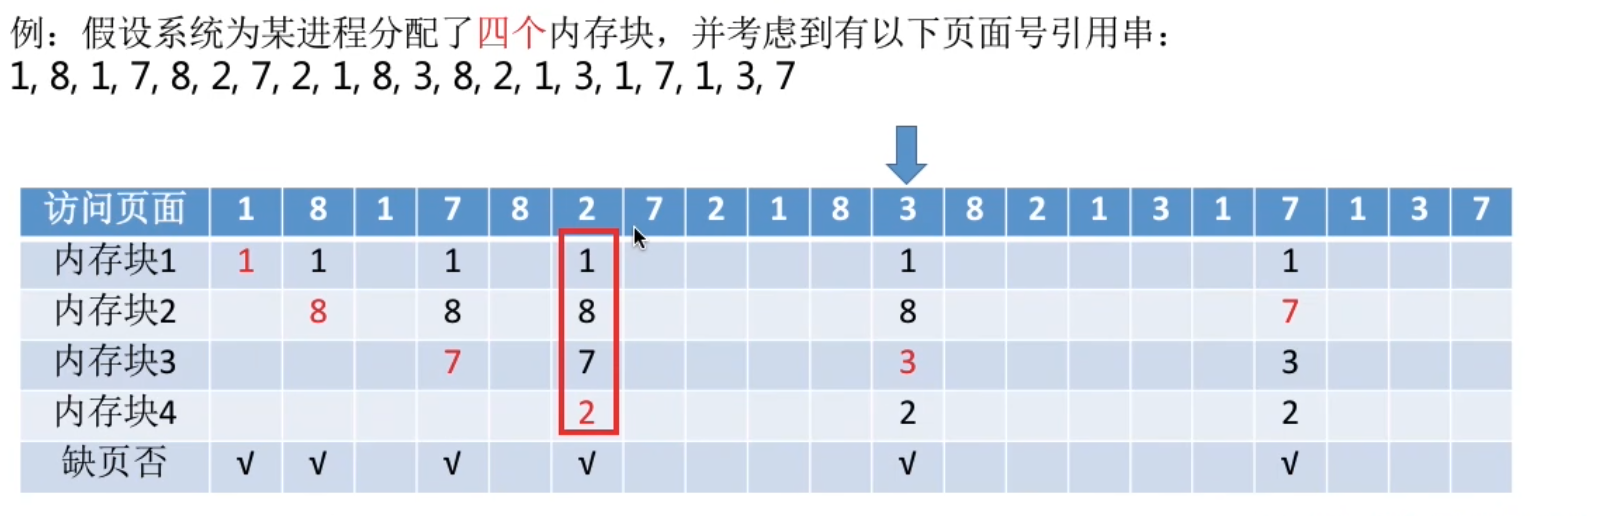 例：假设系统为某进程分配了四个内存块，并考虑到有以下页面号引用串：
1, 8, 1, 7, 8, 2, 7, 2, 1, 8, 3, 8, 2, 1, 3, 1, 7, 1, 3, 7
访问页面 1 8 1 7 8 2 7 2 1 8 3 8 2 1 3 1 7 1 3 7
内存块1 1 1 1 1 1 1
内存块2 8 8 8 8 7
内存块3 7 7 3 3
内存块4 2 2 2
缺页否 √ √ √ √ √ √